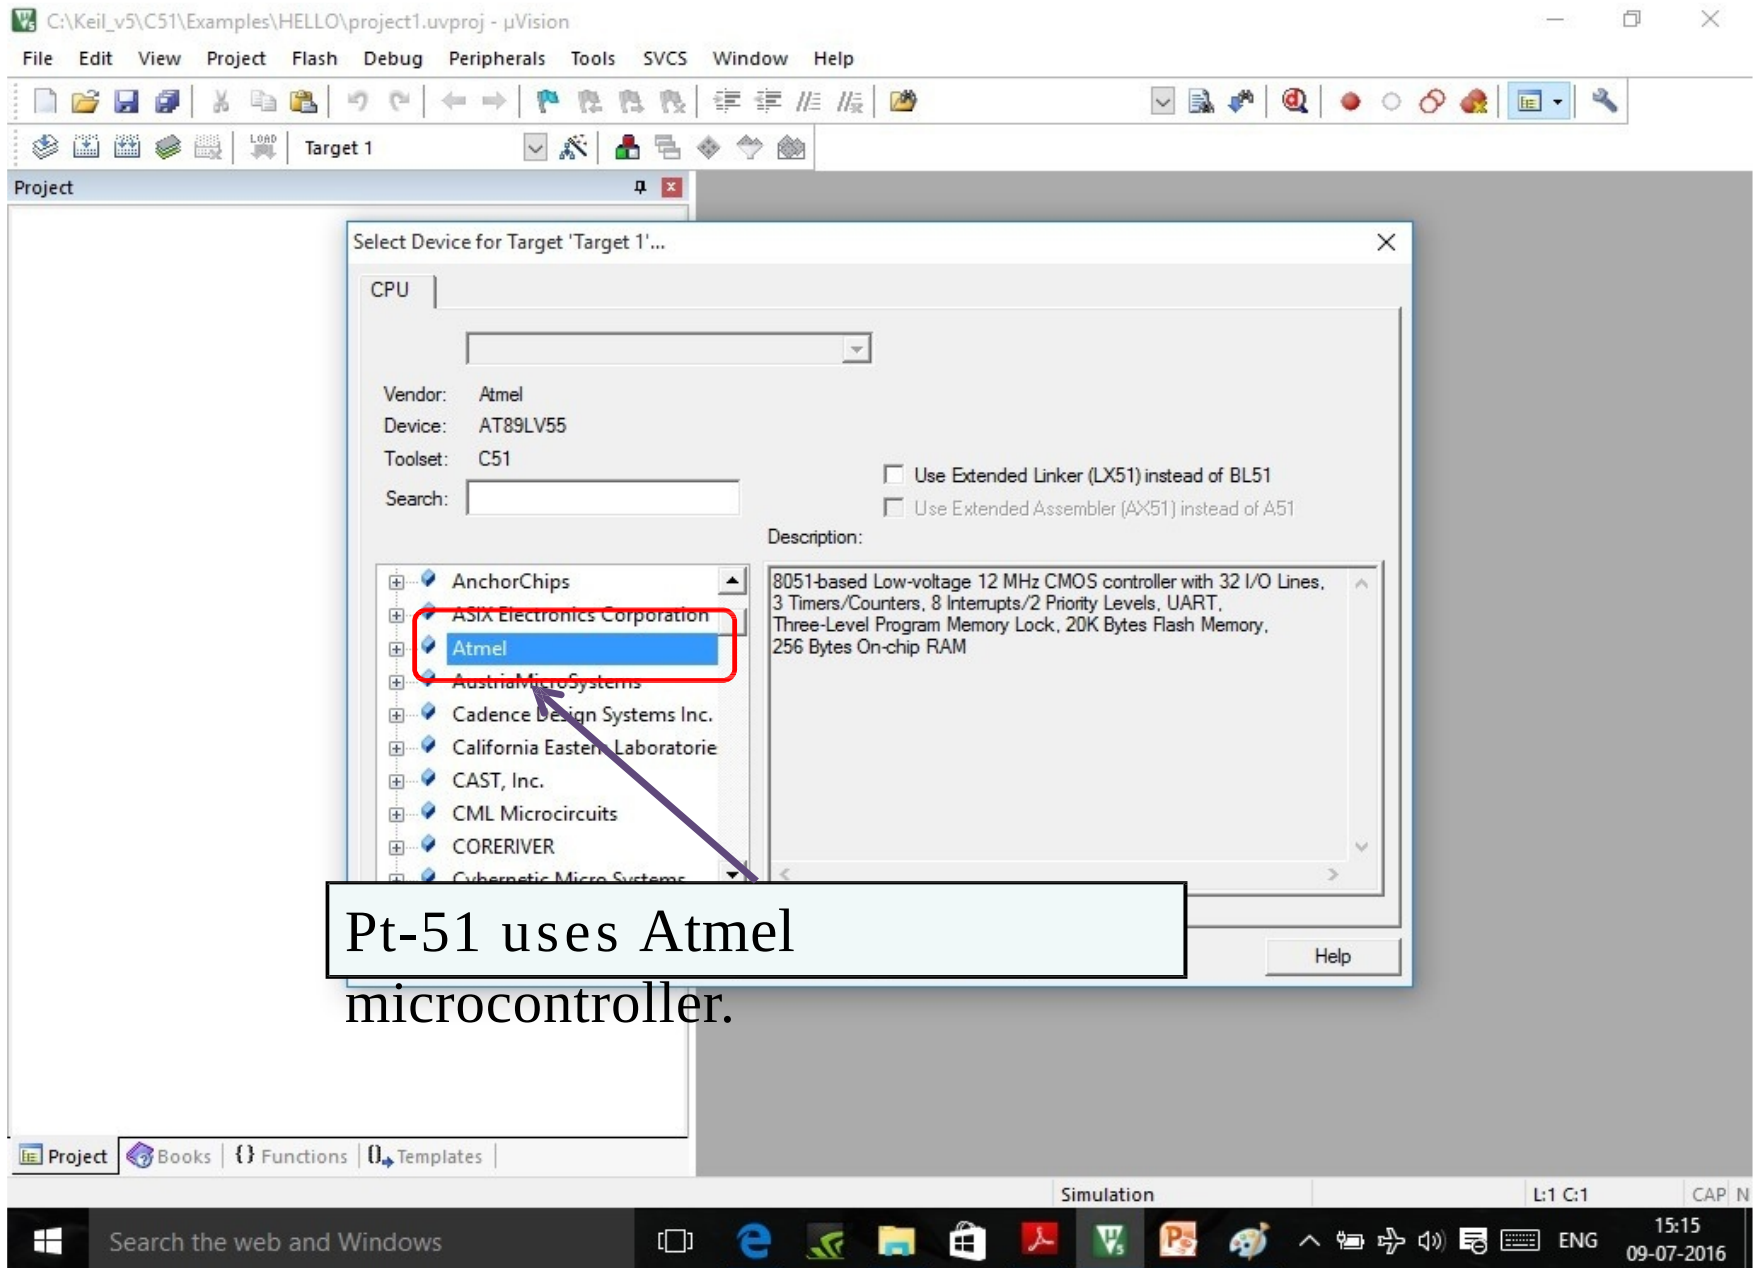 C:\Keil_v5\C51\Examples\HELLO\project1.uvproj - µVision
File Edit View Project Flash Debug Peripherals Tools SVCS Window Help
LOAD Target 1
Project
Select Device for Target 'Target 1'...
CPU
Vendor: Atmel
Device: AT89LV55
Toolset: C51
Search:
Use Extended Linker (LX51) instead of BL51
Use Extended Assembler (AX51) instead of A51
Description:
AnchorChips
ASIX Electronics Corporation
Atmel
AustriaMicroSystems
Cadence Design Systems Inc.
California Eastern Laboratorie
CAST, Inc.
CML Microcircuits
CORERIVER
Cybernetic Micro Systems
8051-based Low-voltage 12 MHz CMOS controller with 32 I/O Lines,
3 Timers/Counters, 8 Interrupts/2 Priority Levels, UART,
Three-Level Program Memory Lock, 20K Bytes Flash Memory,
256 Bytes On-chip RAM
Pt-51 uses Atmel
microcontroller.
Help
Project Books {} Functions Templates
Simulation L:1 C:1 CAP N
Search the web and Windows
ENG
15:15
09-07-2016